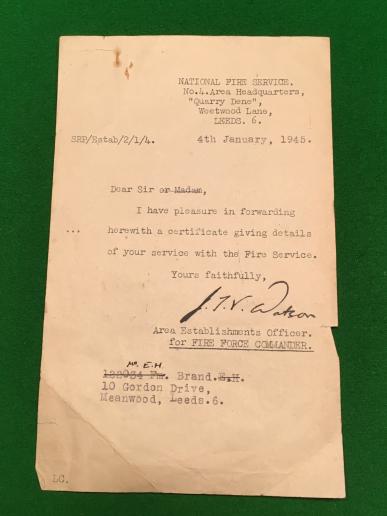 NATIONAL FIRE SERVICE.
No.4.Area Headquarters,
"Quarry Dene",
Weetwood Lane,
LEEDS. 6.
SRP/Estab/2/1/4. 4th January, 1945.
Dear Sir or Madam,
I have pleasure in forwarding
herewith a certificate giving details
of your service with the Fire Service.
Yours faithfully,
J.T.V. Watson
Area Establishments Officer.
for FIRE FORCE COMMANDER.
Mr. E.H.
Brand.E.H.
10 Gordon Drive,
Meanwood, Leeds.6.
LC.